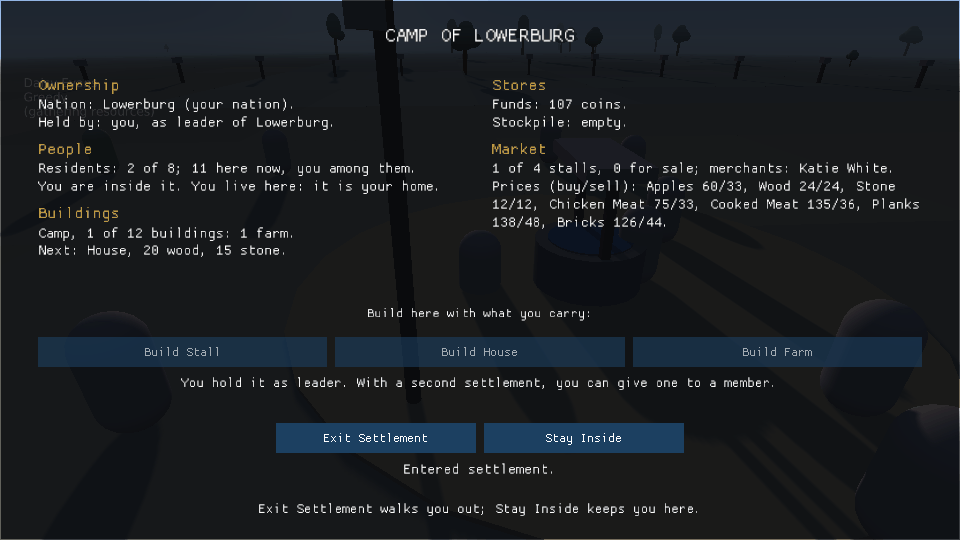 CAMP OF LOWERBURG
Ownership
Nation: Lowerburg (your nation).
Held by: you, as leader of Lowerburg.
People
Residents: 2 of 8; 11 here now, you among them.
You are inside it. You live here: it is your home.
Buildings
Camp, 1 of 12 buildings: 1 farm.
Next: House, 20 wood, 15 stone.
Stores
Funds: 107 coins.
Stockpile: empty.
Market
1 of 4 stalls, 0 for sale; merchants: Katie White.
Prices (buy/sell): Apples 60/33, Wood 24/24, Stone
12/12, Chicken Meat 75/33, Cooked Meat 135/36, Planks
138/48, Bricks 126/44.
Build here with what you carry:
Build Stall
Build House
Build Farm
You hold it as leader. With a second settlement, you can give one to a member.
Exit Settlement
Stay Inside
Entered settlement.
Exit Settlement walks you out; Stay Inside keeps you here.